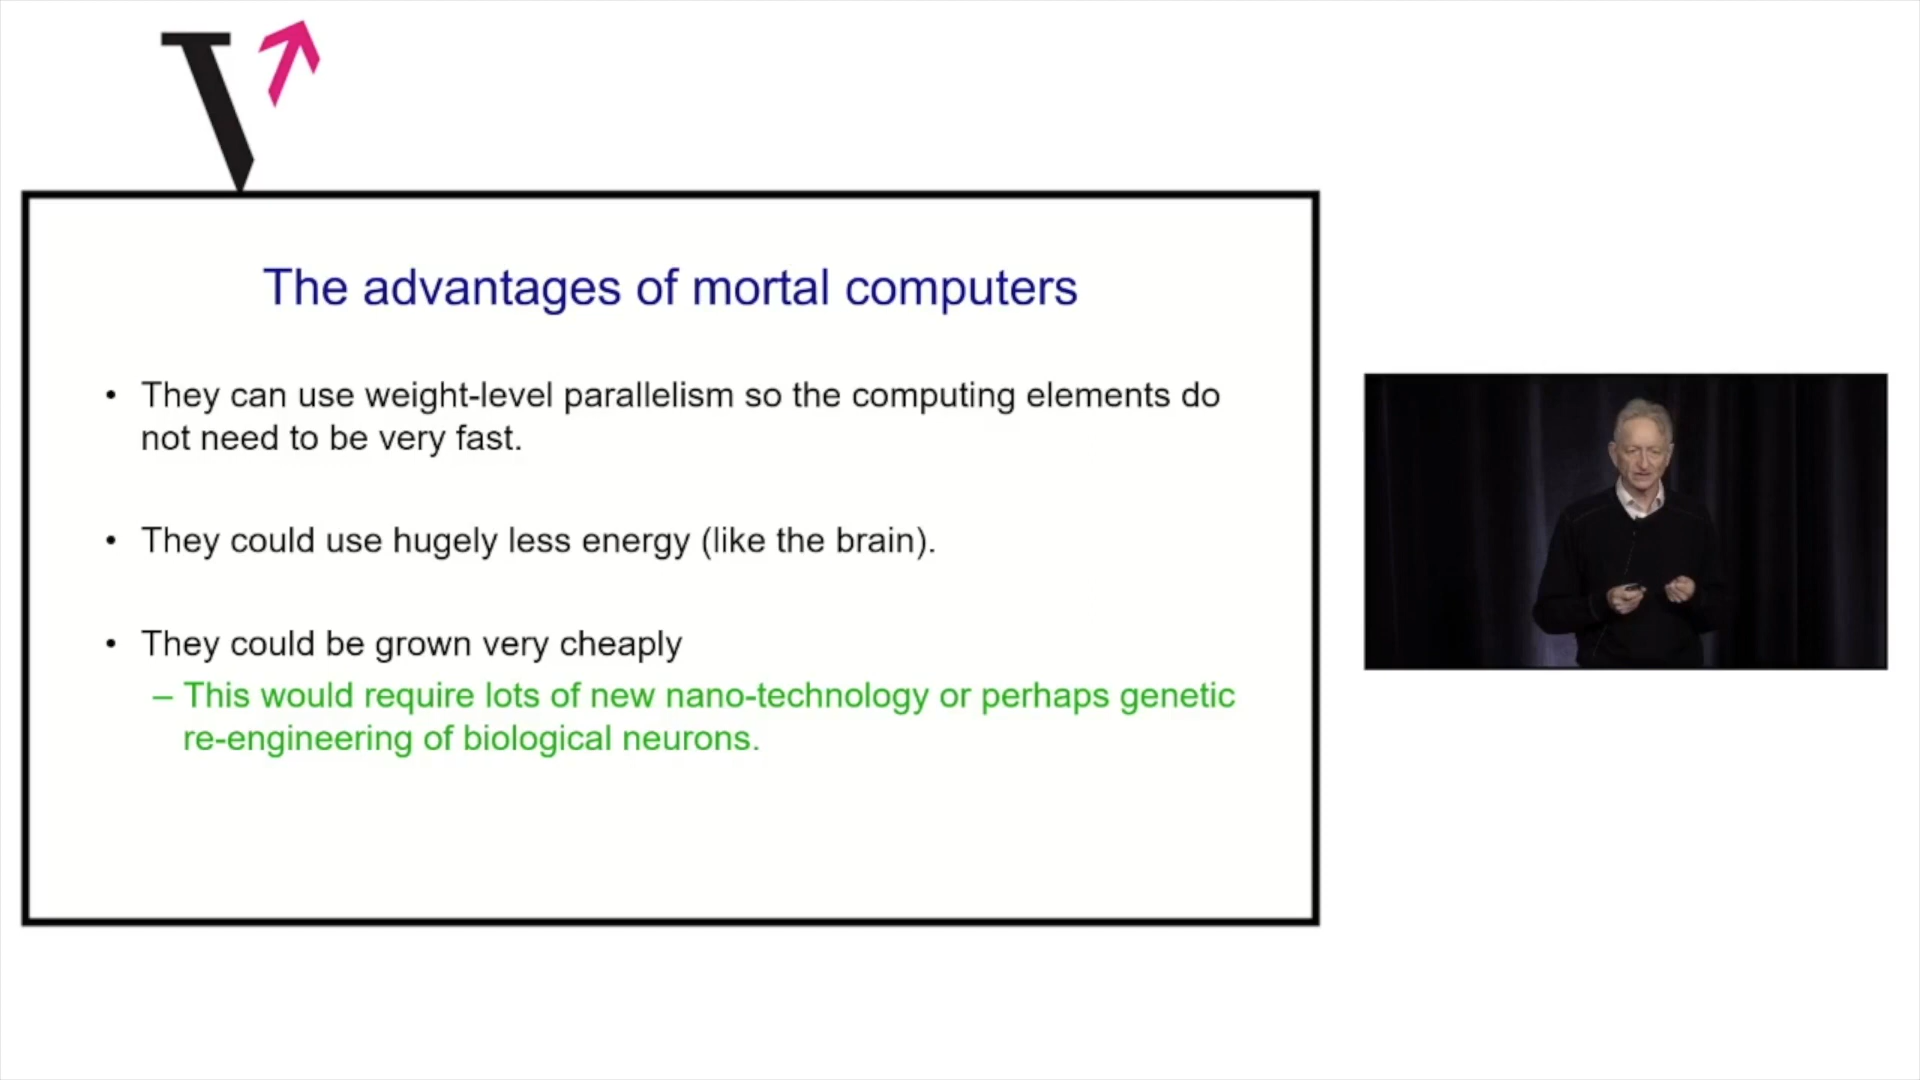 The advantages of mortal computers
• They can use weight-level parallelism so the computing elements do
not need to be very fast.
• They could use hugely less energy (like the brain).
• They could be grown very cheaply
– This would require lots of new nano-technology or perhaps genetic
re-engineering of biological neurons.